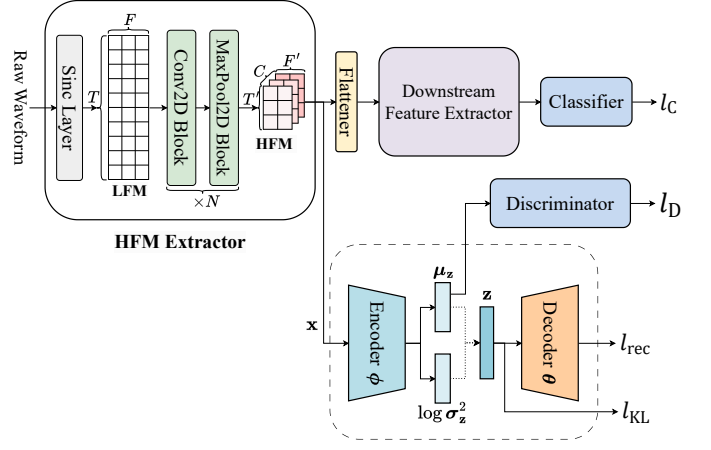 Raw Waveform
Sinc Layer
T
F
LFM
Conv2D Block
MaxPool2D Block
×N
T′
C
F′
HFM
HFM Extractor
Flattener
Downstream
Feature Extractor
Classifier
l_C
Discriminator
l_D
x
Encoder ϕ
μ_z
log σ_z^2
z
Decoder θ
l_rec
l_KL